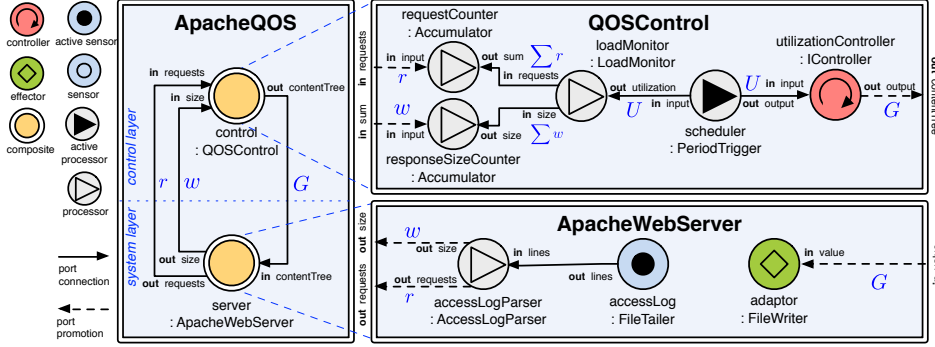 controller
active sensor
effector
sensor
composite
active
processor
processor
port
connection
port
promotion
ApacheQOS
control layer
system layer
in requests
in size
out contentTree
control
: QOSControl
r
w
G
out size
out requests
in contentTree
server
: ApacheWebServer
QOSControl
in requests
in sum
requestCounter
: Accumulator
in input
r
out sum
∑ r
in requests
w
in input
out size
∑ w
in size
responseSizeCounter
: Accumulator
loadMonitor
: LoadMonitor
out utilization
U
in input
scheduler
: PeriodTrigger
U
in input
out output
utilizationController
: IController
out output
G
ApacheWebServer
out size
out requests
w
out size
out requests
r
in lines
accessLogParser
: AccessLogParser
out lines
accessLog
: FileTailer
in value
G
adaptor
: FileWriter